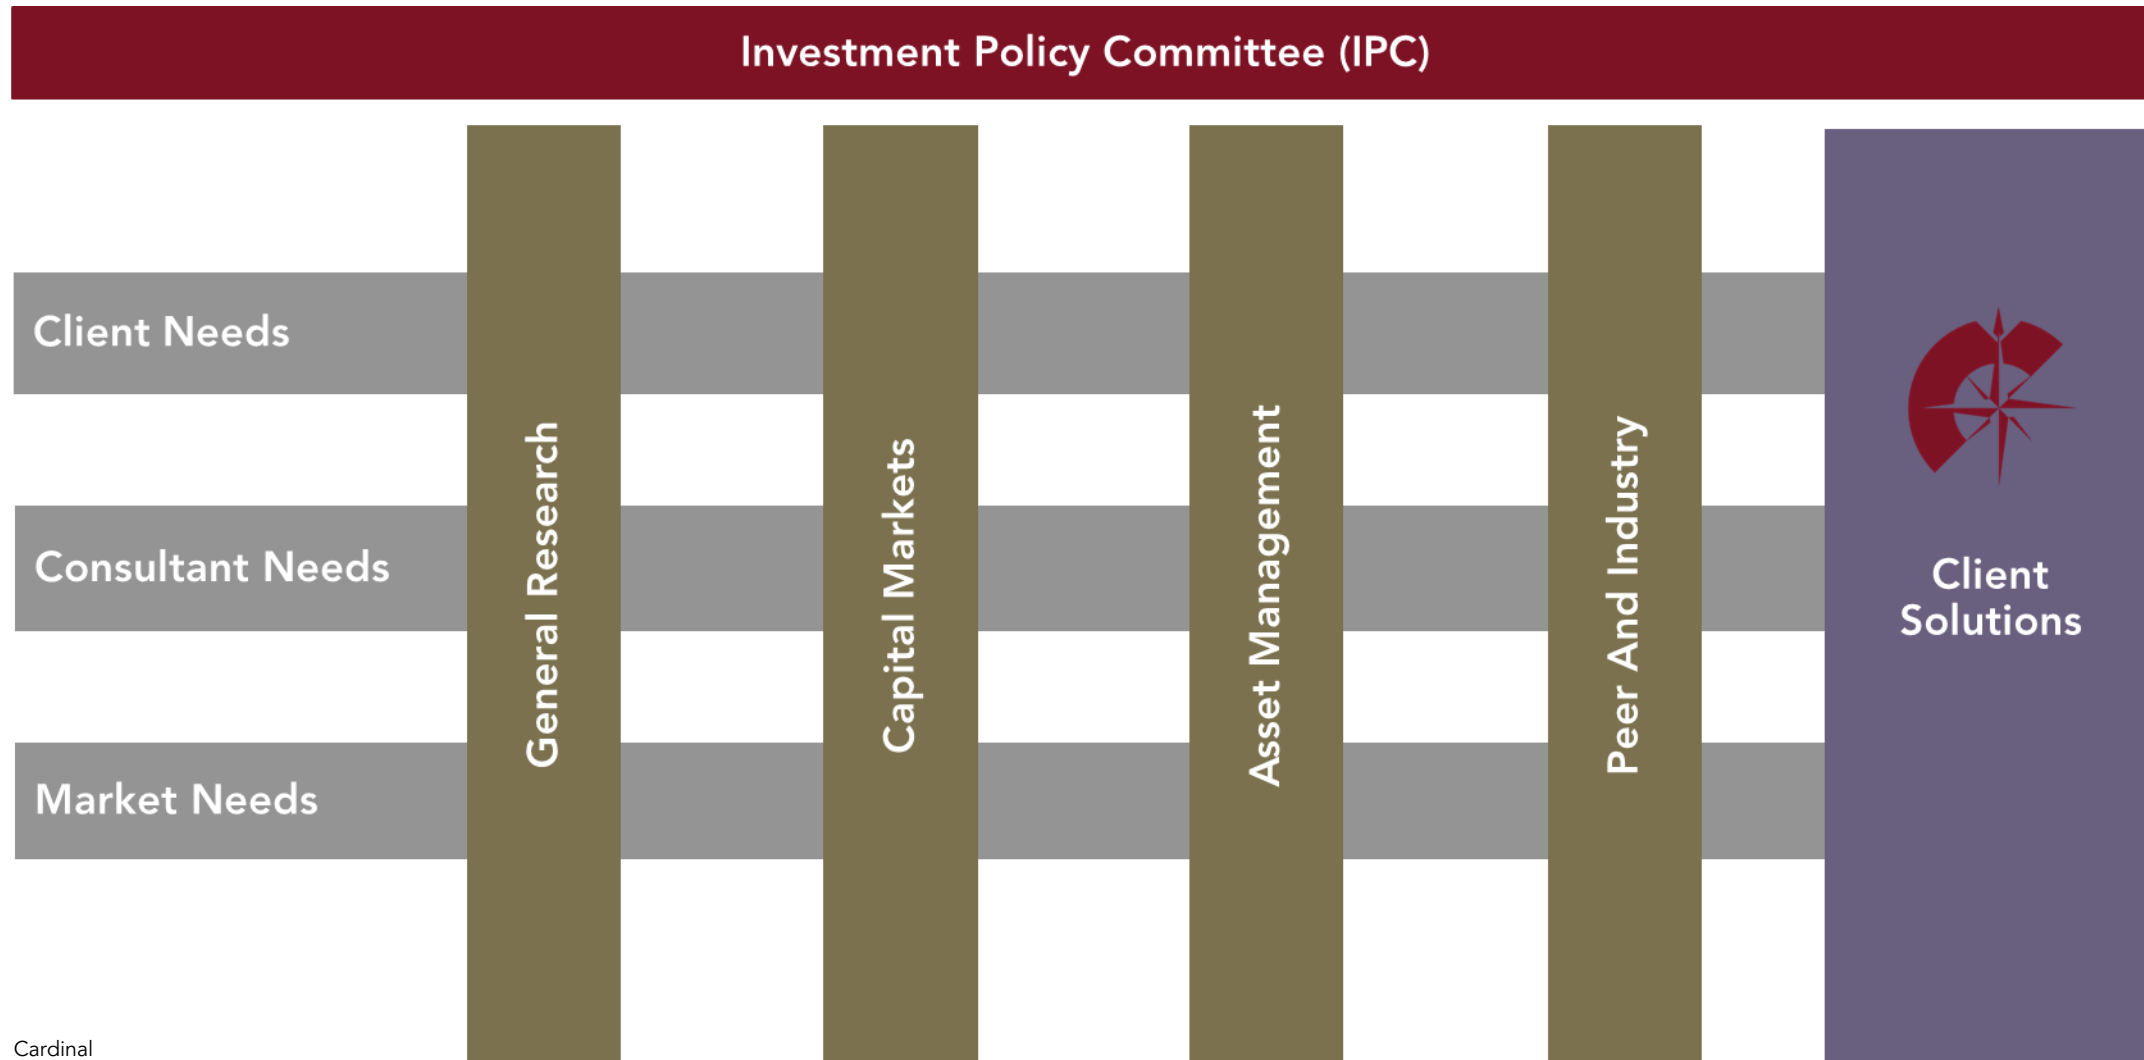 Investment Policy Committee (IPC)
Client Needs
Consultant Needs
Market Needs
General Research
Capital Markets
Asset Management
Peer And Industry
Client
Solutions
Cardinal